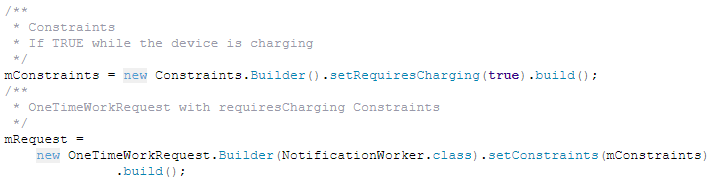 /**
 * Constraints
 * If TRUE while the device is charging
 */
mConstraints = new Constraints.Builder().setRequiresCharging(true).build();
/**
 * OneTimeWorkRequest with requiresCharging Constraints
 */
mRequest =
    new OneTimeWorkRequest.Builder(NotificationWorker.class).setConstraints(mConstraints)
              .build();